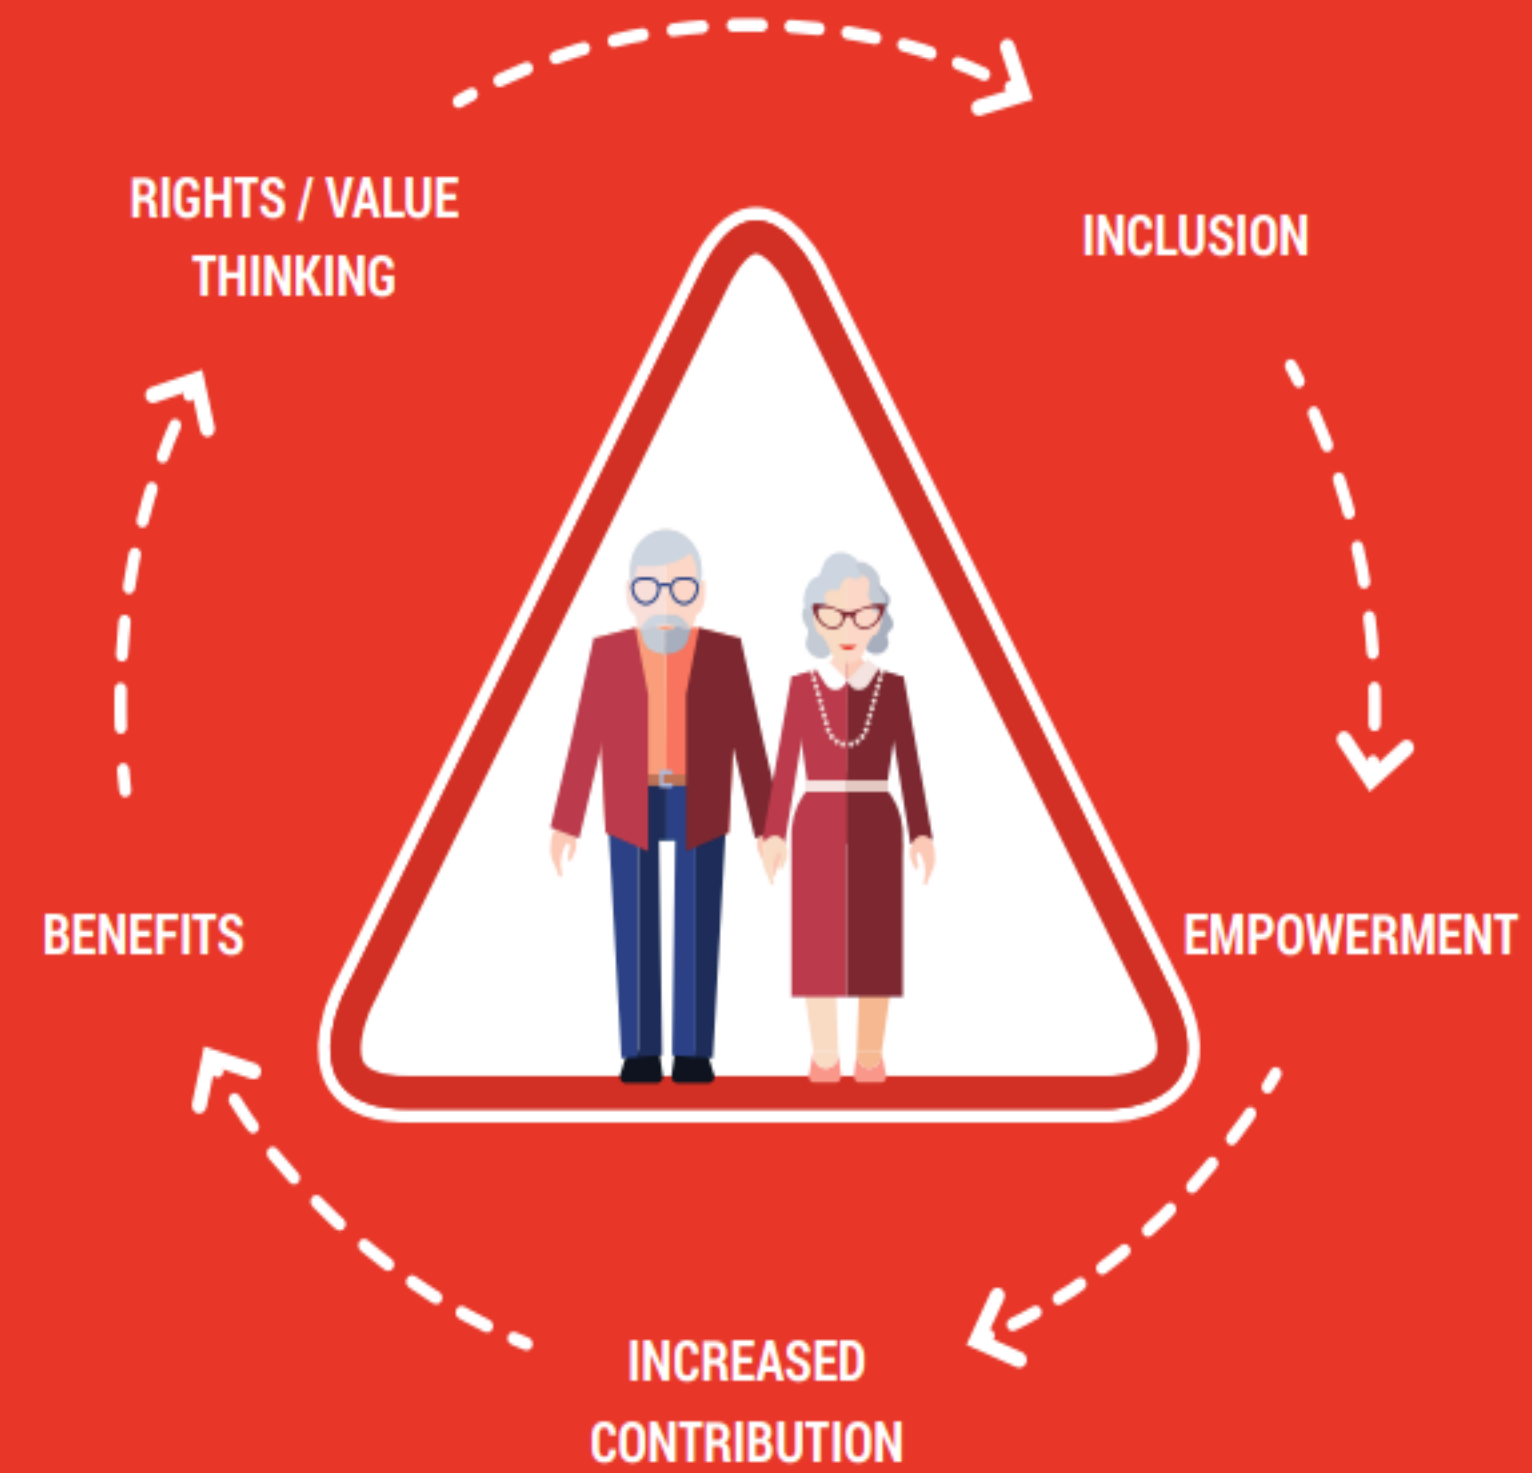 RIGHTS / VALUE
THINKING
INCLUSION
BENEFITS
EMPOWERMENT
INCREASED
CONTRIBUTION